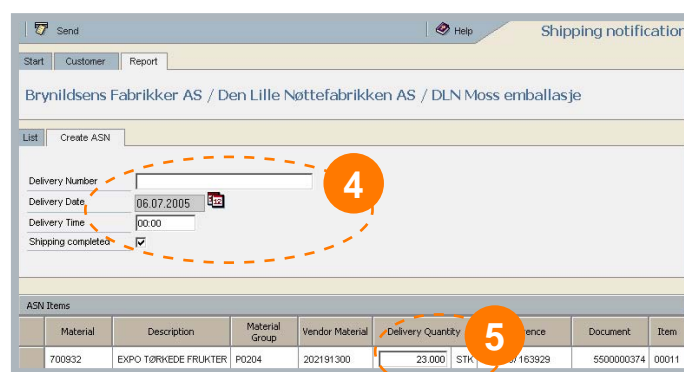 Send Help Shipping notification
Start Customer Report
Brynildsens Fabrikker AS / Den Lille Nøttefabrikken AS / DLN Moss emballasje
List Create ASN
Delivery Number
4
Delivery Date 06.07.2005
Delivery Time 00:00
Shipping completed
ASN Items
Material Description Material Group Vendor Material Delivery Quantity Document Item
5
700932 EXPO TØRKEDE FRUKTER P0204 202191300 23.000 STK 5500000374 00011